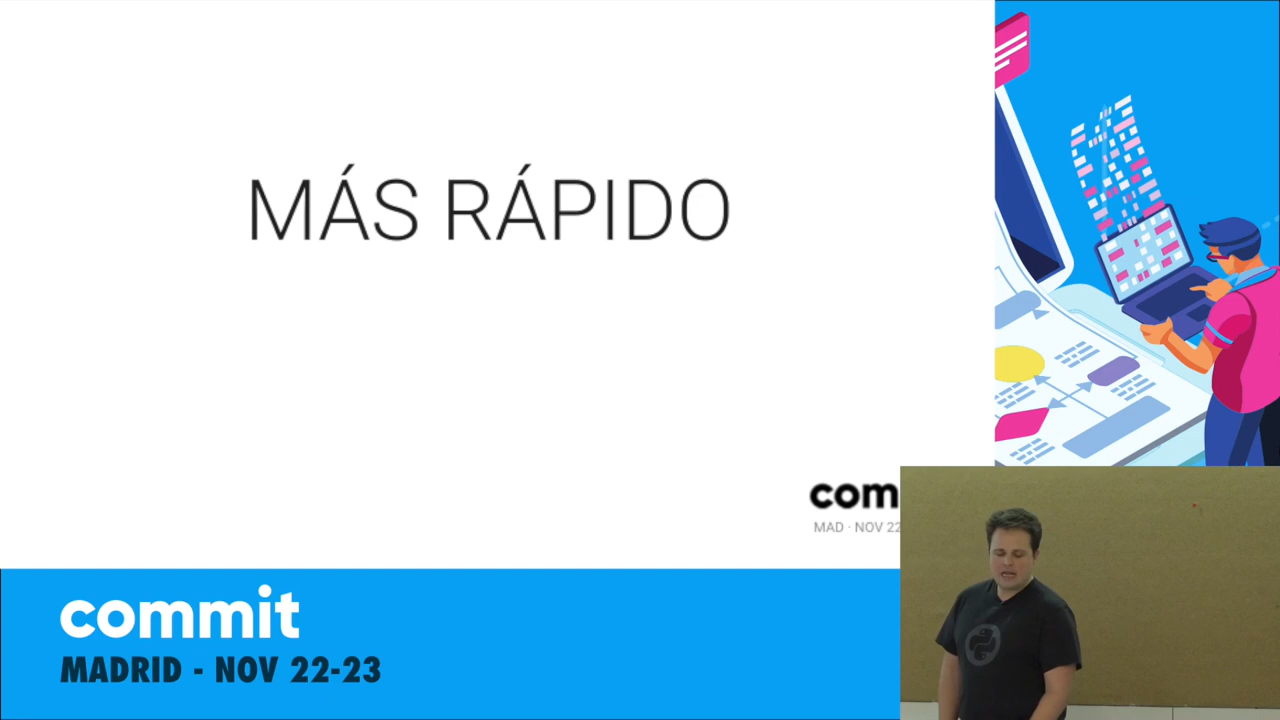 MÁS RÁPIDO
com
MAD · NOV 22
commit
MADRID - NOV 22-23